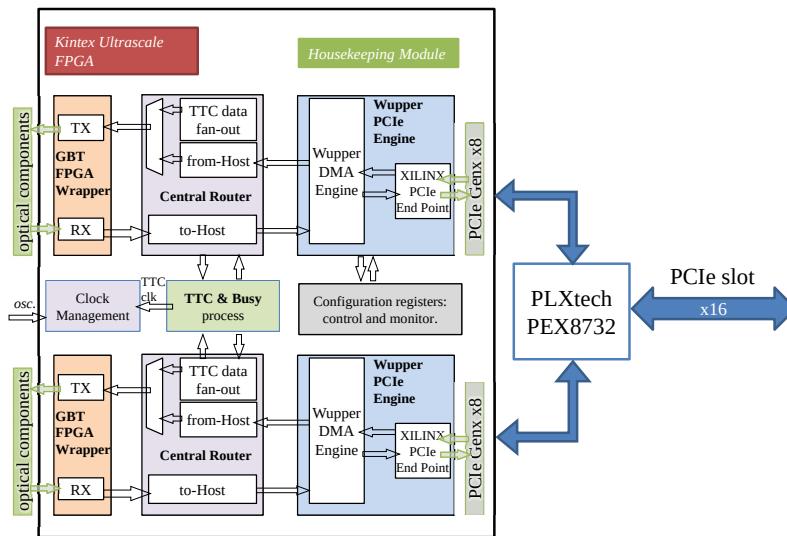 Kintex Ultrascale
FPGA
Housekeeping Module
optical components
TX
GBT
FPGA
Wrapper
RX
TTC data
fan-out
from-Host
Central Router
to-Host
Wupper
DMA
Engine
Wupper
PCIe
Engine
XILINX
PCIe
End Point
PCIe Genx x8
osc.
Clock
Management
TTC
clk
TTC & Busy
process
Configuration registers:
control and monitor.
PLXtech
PEX8732
PCIe slot
x16
optical components
TX
GBT
FPGA
Wrapper
RX
TTC data
fan-out
from-Host
Central Router
to-Host
Wupper
DMA
Engine
Wupper
PCIe
Engine
XILINX
PCIe
End Point
PCIe Genx x8